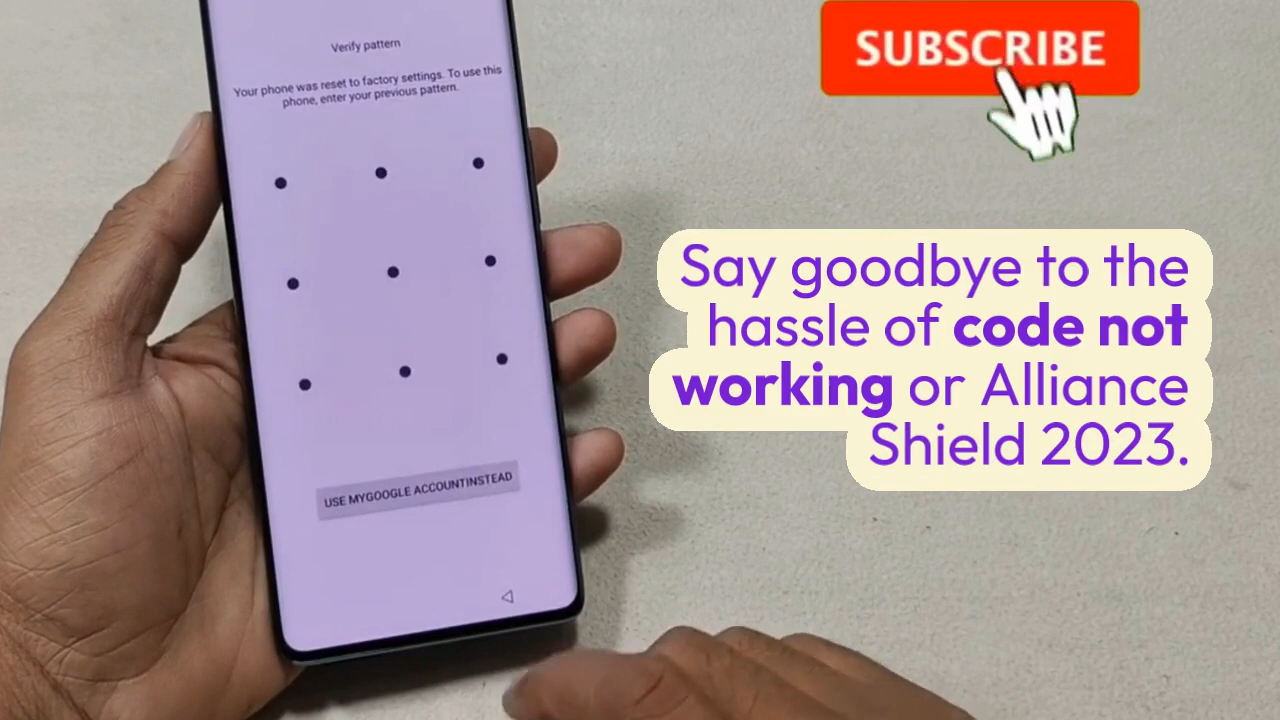 Verify pattern
Your phone was reset to factory settings. To use this
phone, enter your previous pattern.
USE MYGOOGLE ACCOUNTINSTEAD
SUBSCRIBE
Say goodbye to the
hassle of code not
working or Alliance
Shield 2023.